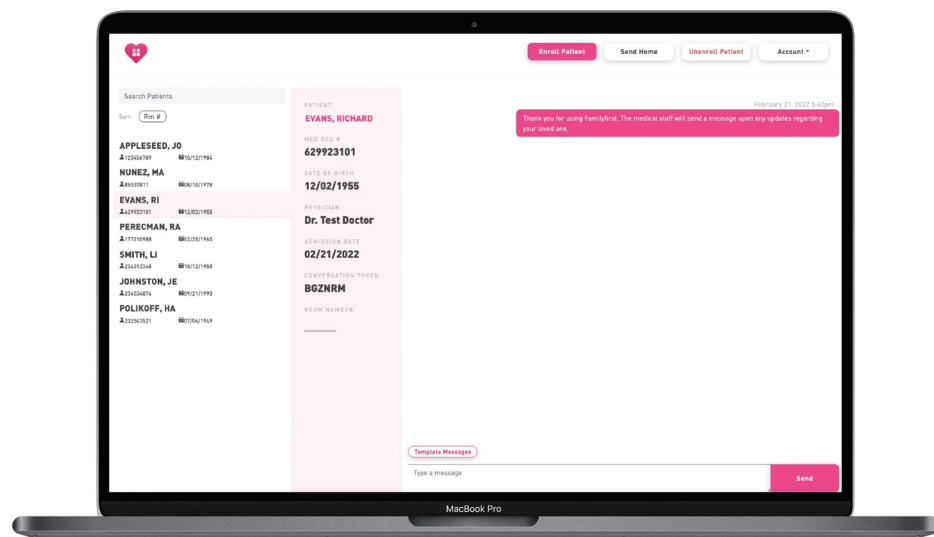 Enroll Patient
Send Home
Unenroll Patient
Account
Search Patients
Sort:
Rm #
APPLESEED, JO
123456789
10/12/1984
NUNEZ, MA
85037811
08/10/1978
EVANS, RI
629923101
12/02/1955
PERECMAN, RA
177210988
02/25/1965
SMITH, LI
234312348
10/12/1958
JOHNSTON, JE
234534876
09/21/1990
POLIKOFF, HA
232543521
07/06/1949
PATIENT
EVANS, RICHARD
MED REC #
629923101
DATE OF BIRTH
12/02/1955
PHYSICIAN
Dr. Test Doctor
ADMISSION DATE
02/21/2022
CONVERSATION TOKEN
BGZNRM
ROOM NUMBER
February 21, 2022 5:42pm
Thank you for using Familyfirst. The medical staff will send a message upon any updates regarding
your loved one.
Template Messages
Type a message
Send
MacBook Pro